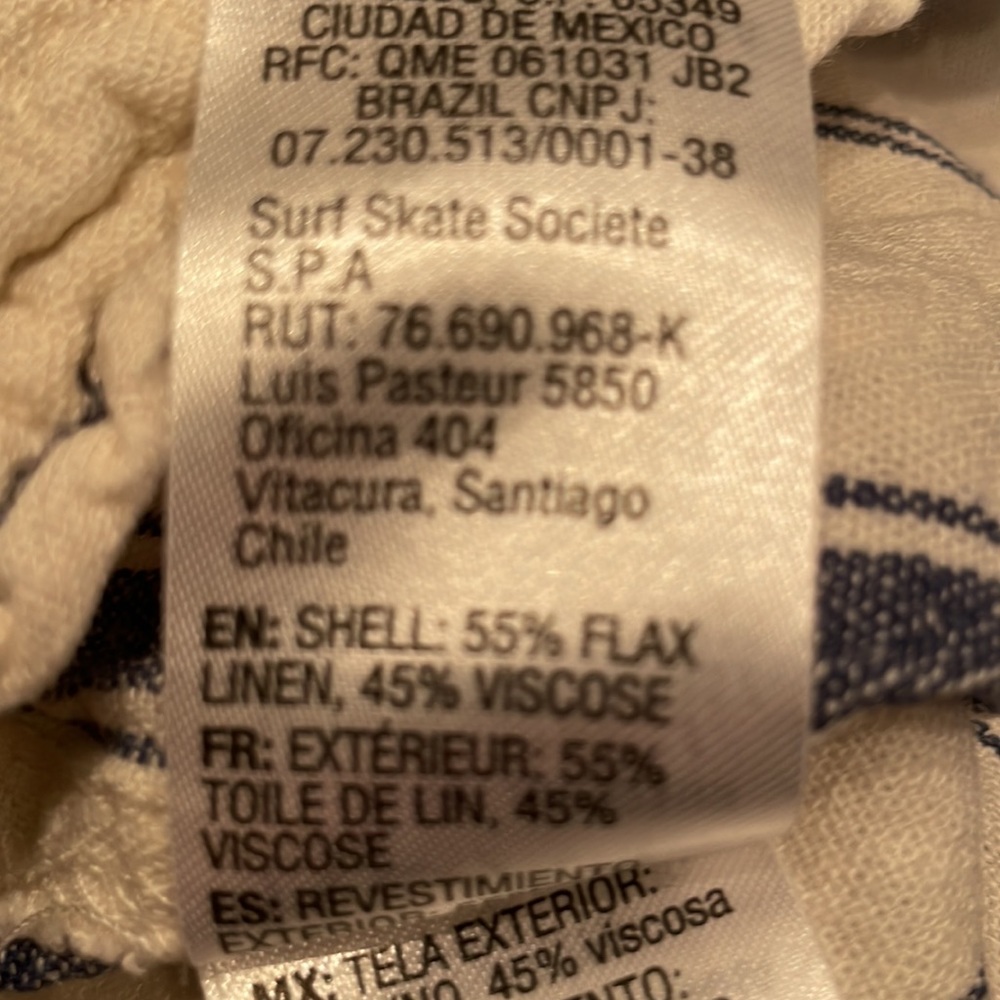 CIUDAD DE MEXICO
RFC: QME 061031 JB2
BRAZIL CNPJ:
07.230.513/0001-38
Surf Skate Societe
S.P.A
RUT: 76.690.968-K
Luis Pasteur 5850
Oficina 404
Vitacura, Santiago
Chile
EN: SHELL: 55% FLAX
LINEN, 45% VISCOSE
FR: EXTÉRIEUR: 55%
TOILE DE LIN, 45%
VISCOSE
ES: REVESTIMIENTO
EXTERIOR:
MX: TELA EXTERIOR:
45% viscosa